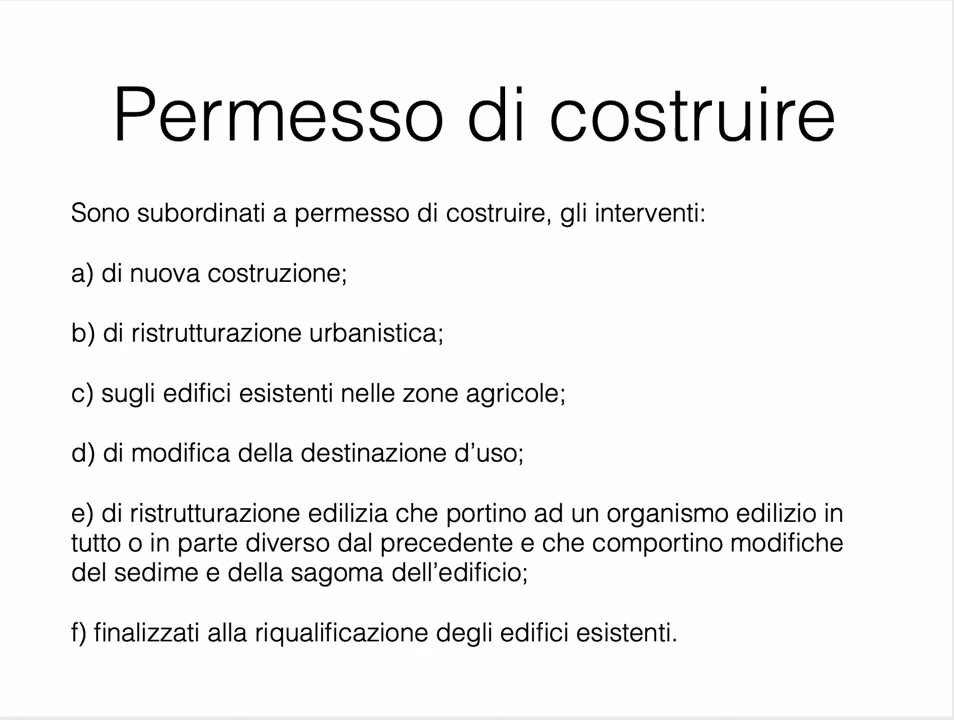 Permesso di costruire
Sono subordinati a permesso di costruire, gli interventi:
a) di nuova costruzione;
b) di ristrutturazione urbanistica;
c) sugli edifici esistenti nelle zone agricole;
d) di modifica della destinazione d’uso;
e) di ristrutturazione edilizia che portino ad un organismo edilizio in
tutto o in parte diverso dal precedente e che comportino modifiche
del sedime e della sagoma dell’edificio;
f) finalizzati alla riqualificazione degli edifici esistenti.